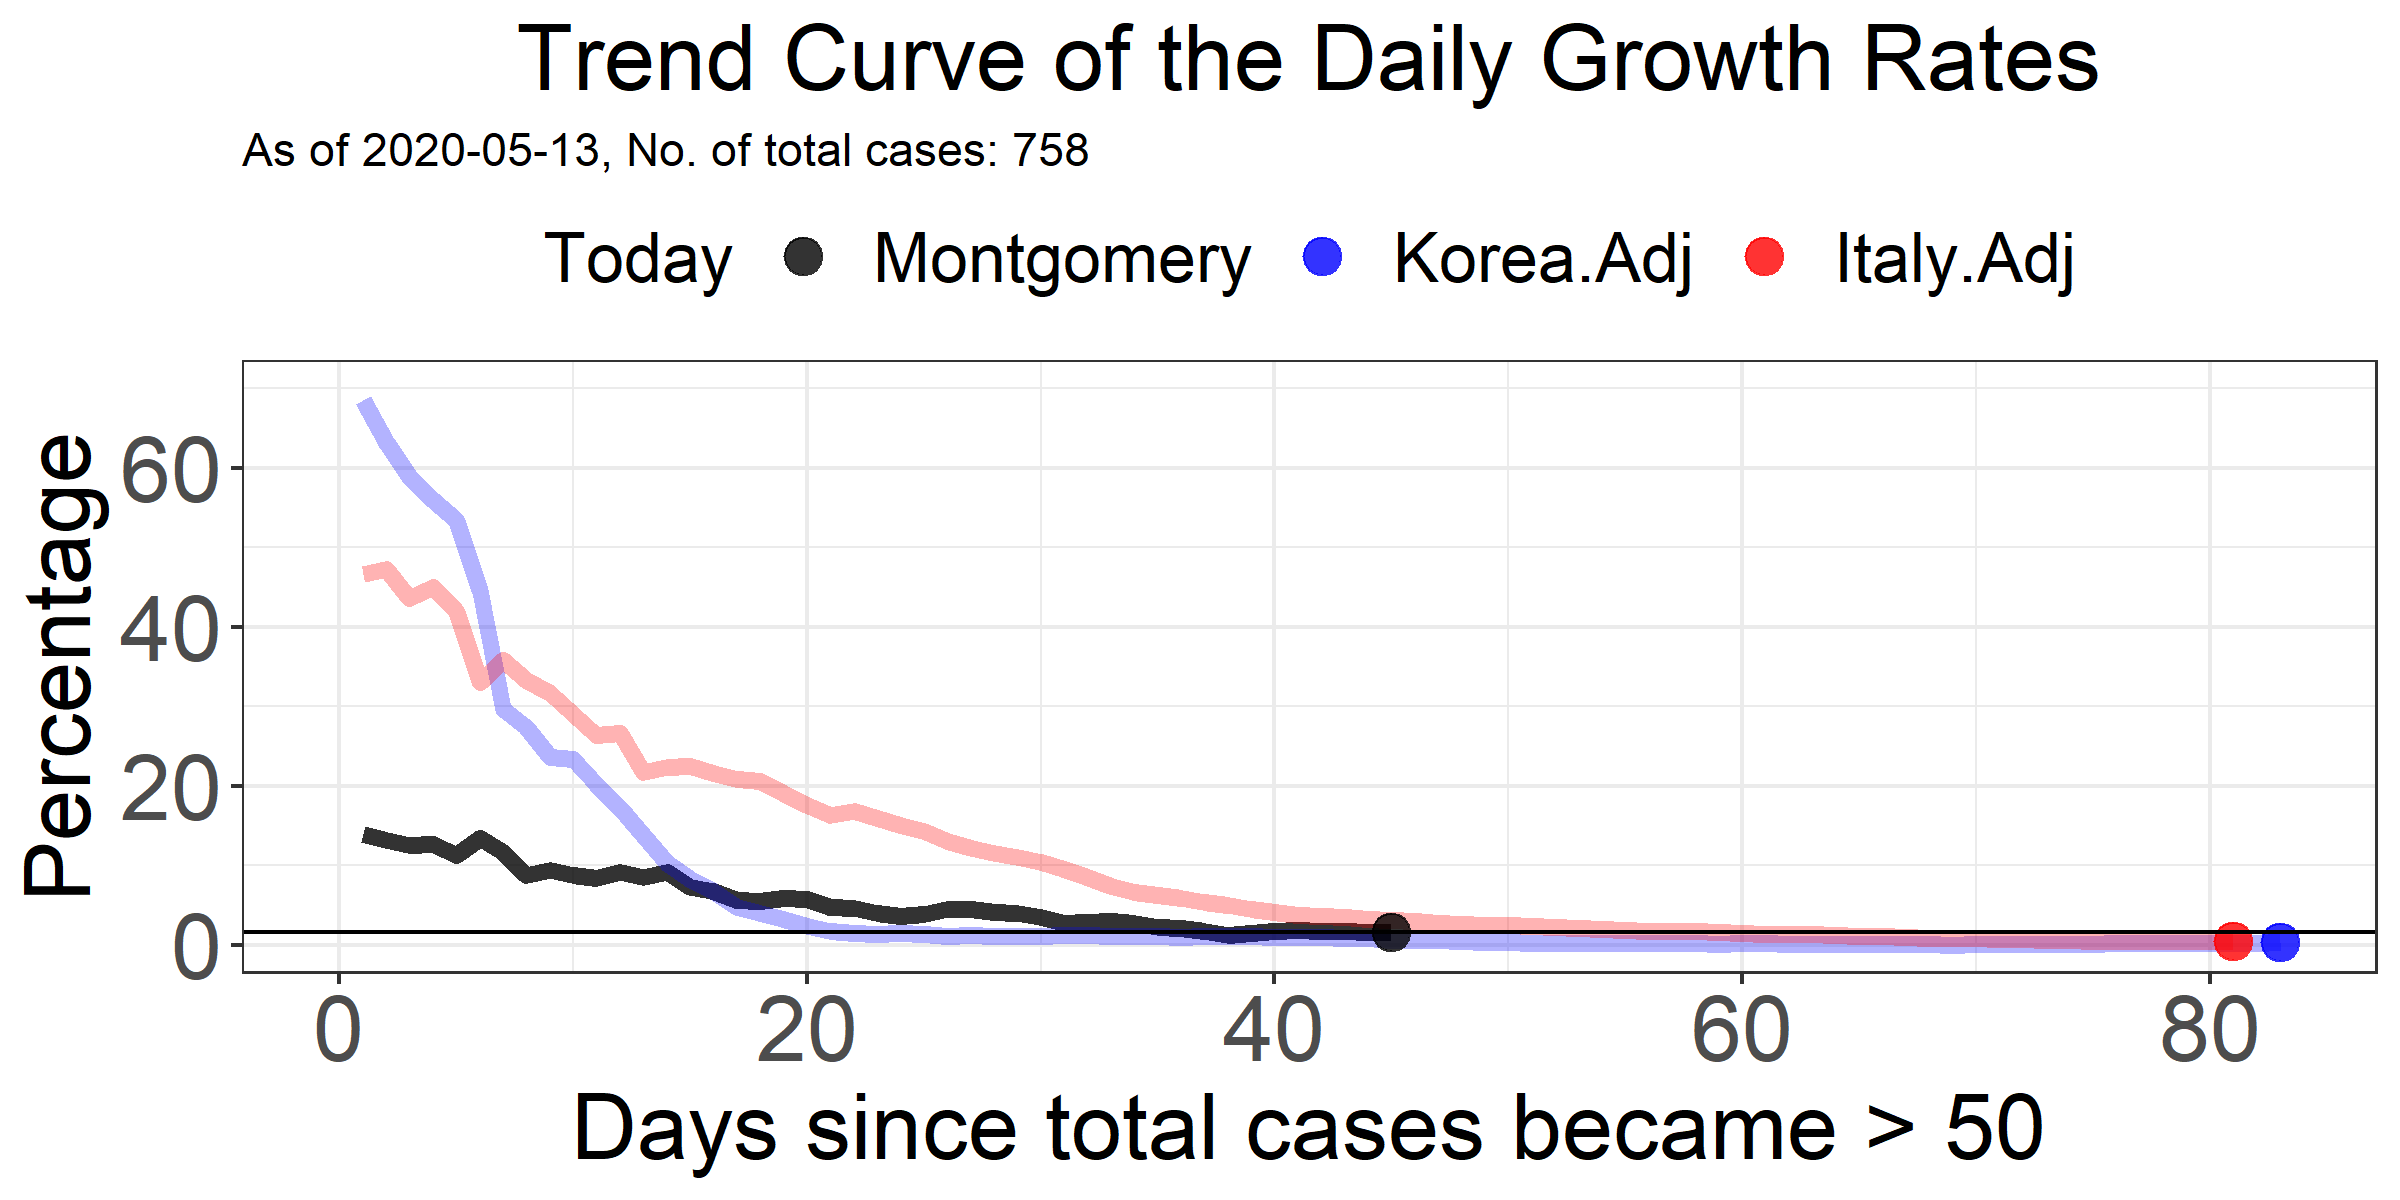 Trend Curve of the Daily Growth Rates
As of 2020-05-13, No. of total cases: 758
Today Montgomery Korea.Adj Italy.Adj
Percentage
60
40
20
0
0 20 40 60 80
Days since total cases became > 50